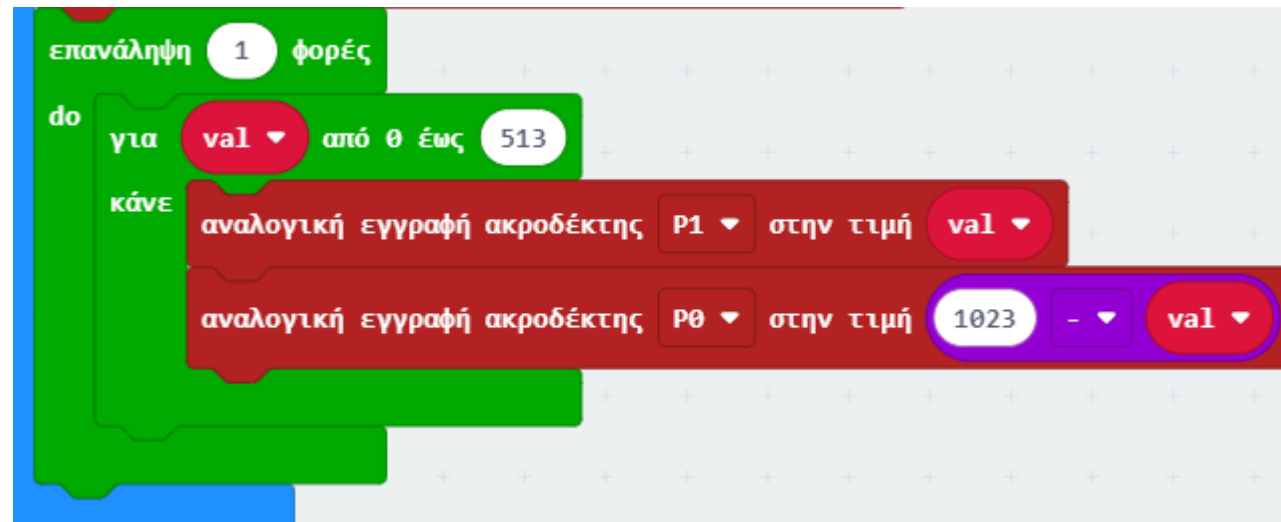 επανάληψη 1 φορές
do για val από 0 έως 513
κάνε αναλογική εγγραφή ακροδέκτης P1 στην τιμή val
αναλογική εγγραφή ακροδέκτης P0 στην τιμή 1023 - val